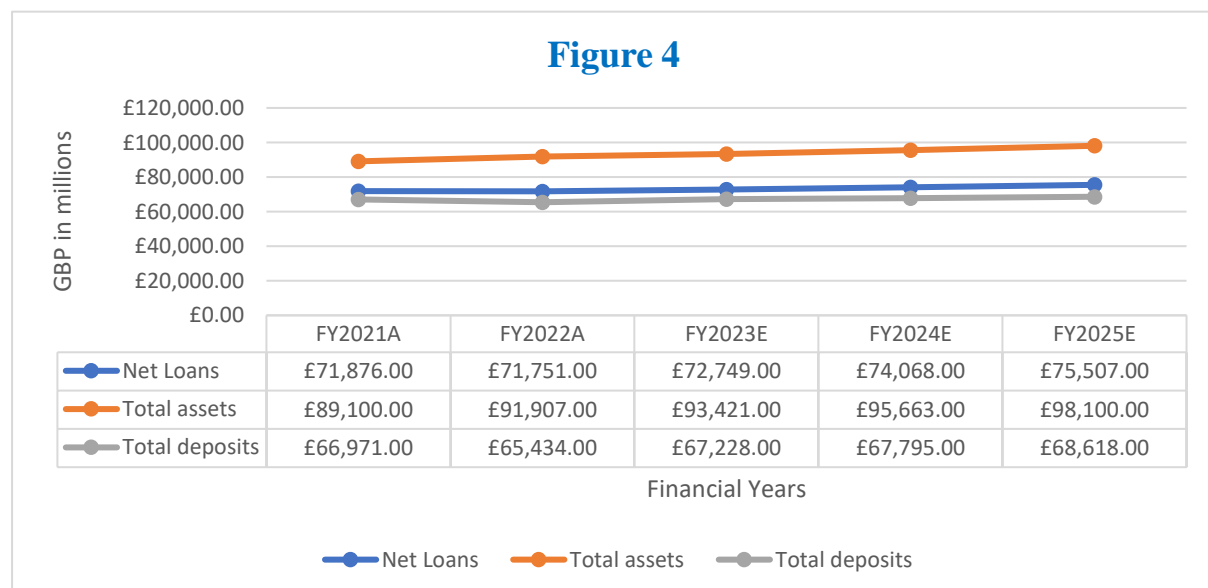 Figure 4
GBP in millions
£120,000.00
£100,000.00
£80,000.00
£60,000.00
£40,000.00
£20,000.00
£0.00
FY2021A FY2022A FY2023E FY2024E FY2025E
Net Loans £71,876.00 £71,751.00 £72,749.00 £74,068.00 £75,507.00
Total assets £89,100.00 £91,907.00 £93,421.00 £95,663.00 £98,100.00
Total deposits £66,971.00 £65,434.00 £67,228.00 £67,795.00 £68,618.00
Financial Years
Net Loans Total assets Total deposits